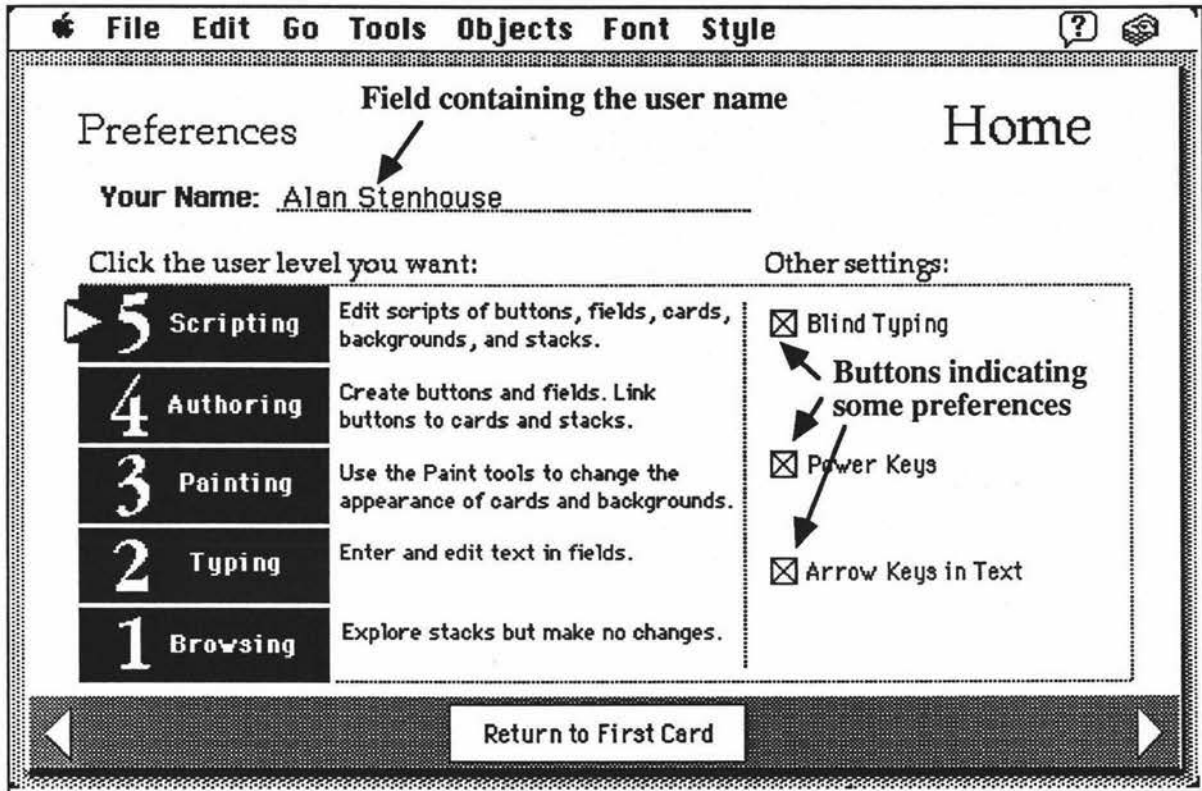 File Edit Go Tools Objects Font Style ?
Field containing the user name
Preferences
Home
Your Name: Alan Stenhouse
Click the user level you want:
5 Scripting
Edit scripts of buttons, fields, cards,
backgrounds, and stacks.
4 Authoring
Create buttons and fields. Link
buttons to cards and stacks.
3 Painting
Use the Paint tools to change the
appearance of cards and backgrounds.
2 Typing
Enter and edit text in fields.
1 Browsing
Explore stacks but make no changes.
Other settings:
Blind Typing
Buttons indicating
some preferences
Power Keys
Arrow Keys in Text
Return to First Card